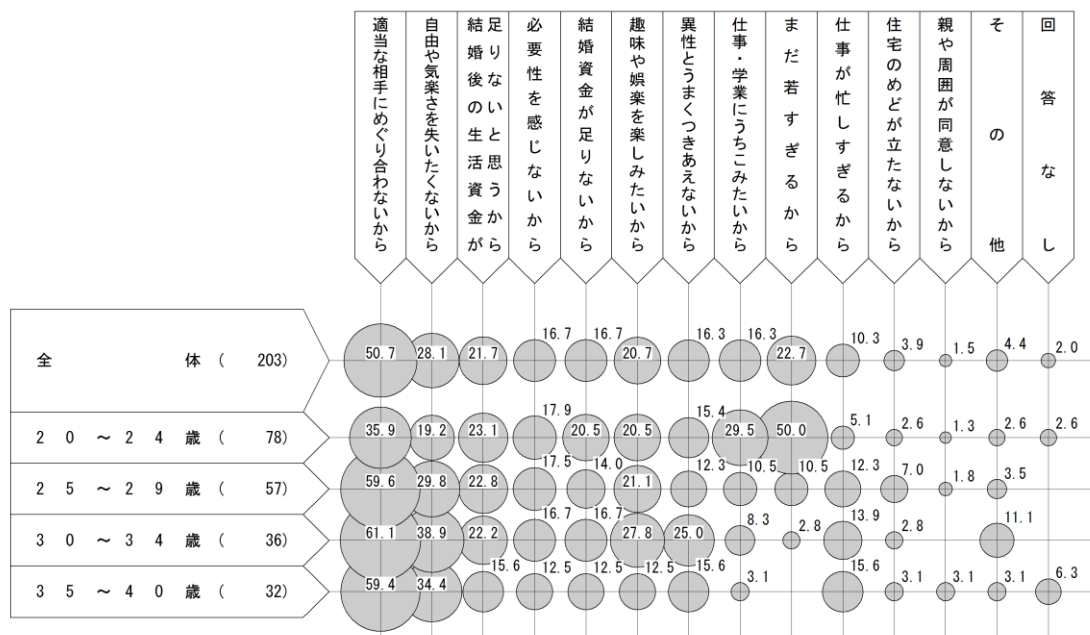 適当な相手にめぐり合わないから
自由や気楽さを失いたくないから
結婚後の生活資金が
足りないと思うから
必要性を感じないから
結婚資金が足りないから
趣味や娯楽を楽しみたいから
異性とうまくつきあえないから
仕事・学業にうちこみたいから
まだ若すぎるから
仕事が忙しすぎるから
住宅のめどが立たないから
親や周囲が同意しないから
その他
回答なし
全体(203) 50.7 28.1 21.7 16.7 16.7 20.7 16.3 16.3 22.7 10.3 3.9 1.5 4.4 2.0
20～24歳(78) 35.9 19.2 23.1 17.9 20.5 20.5 15.4 29.5 50.0 5.1 2.6 1.3 2.6 2.6
25～29歳(57) 59.6 29.8 22.8 17.5 14.0 21.1 12.3 10.5 10.5 12.3 7.0 1.8 3.5
30～34歳(36) 61.1 38.9 22.2 16.7 16.7 27.8 25.0 8.3 2.8 13.9 2.8 11.1
35～40歳(32) 59.4 34.4 15.6 12.5 12.5 12.5 15.6 3.1 15.6 3.1 3.1 3.1 6.3